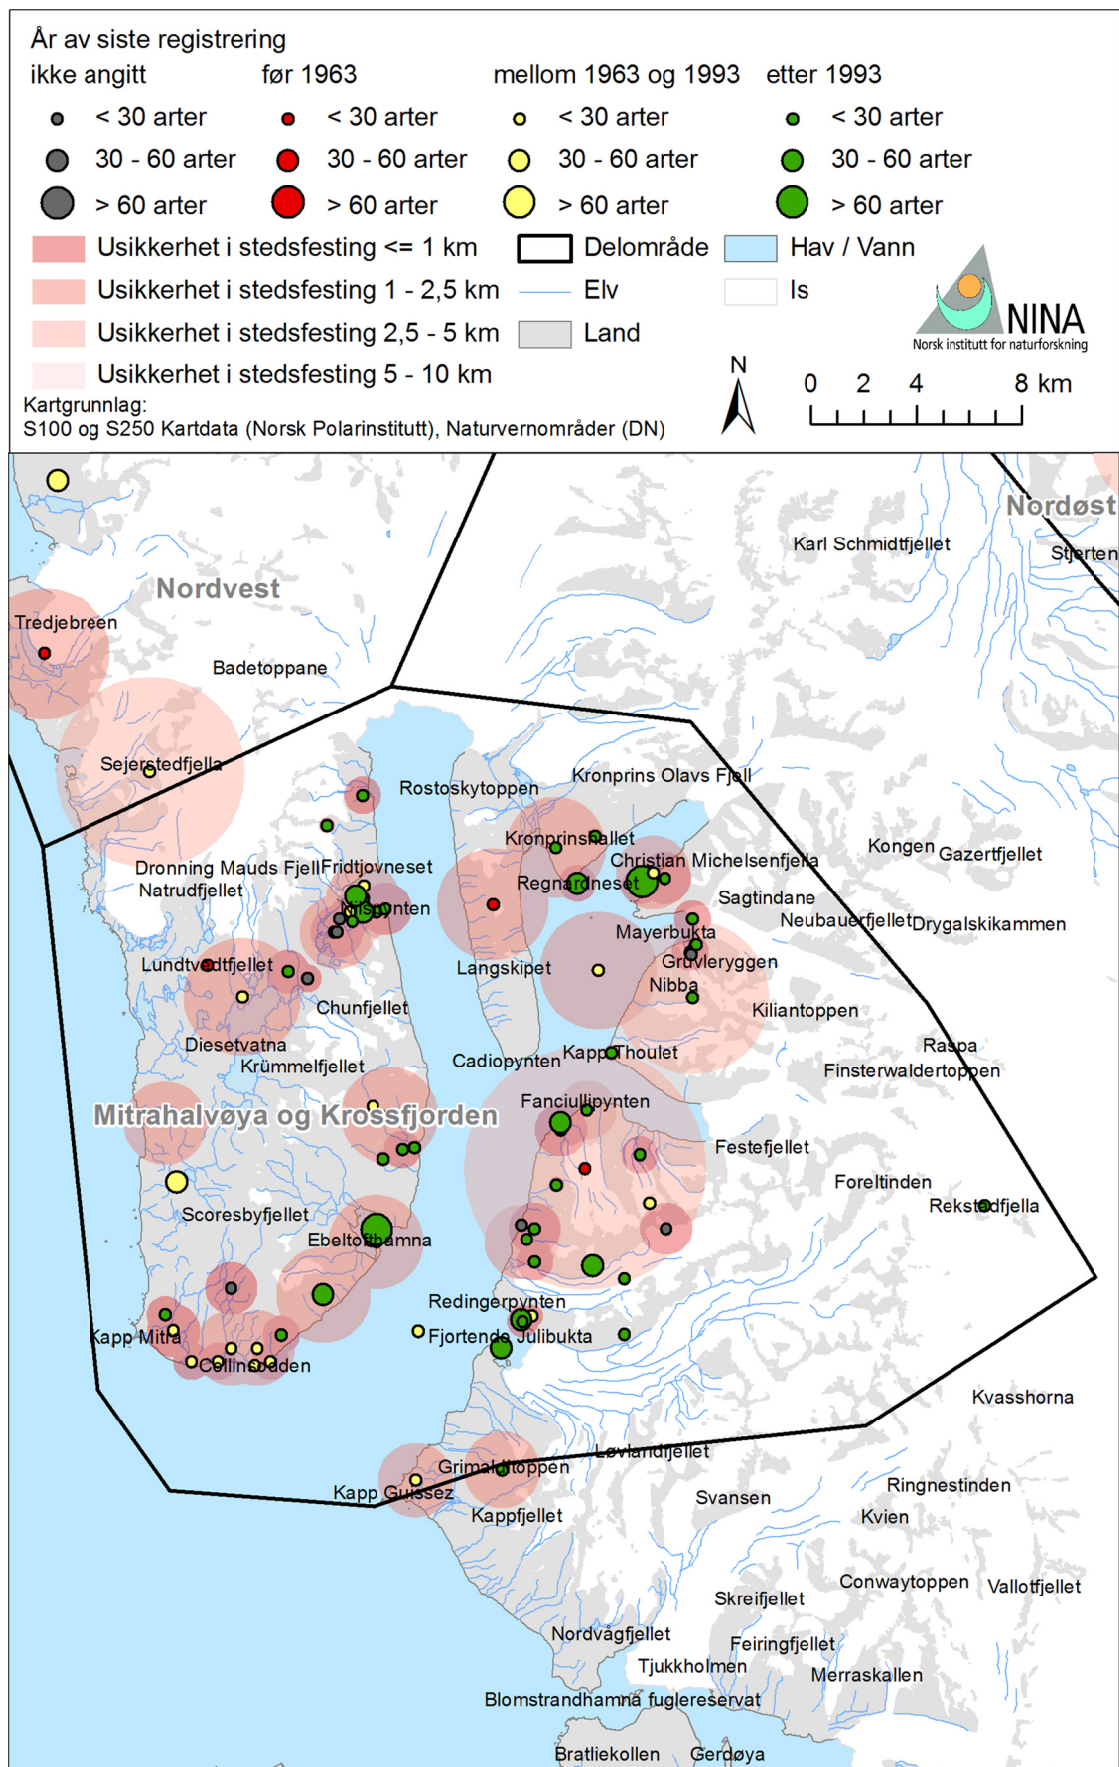 År av siste registrering
ikke angitt før 1963 mellom 1963 og 1993 etter 1993
< 30 arter < 30 arter < 30 arter < 30 arter
30 - 60 arter 30 - 60 arter 30 - 60 arter 30 - 60 arter
> 60 arter > 60 arter > 60 arter > 60 arter
Usikkerhet i stedsfesting <= 1 km Delområde Hav / Vann
Usikkerhet i stedsfesting 1 - 2,5 km Elv Is
Usikkerhet i stedsfesting 2,5 - 5 km Land
Usikkerhet i stedsfesting 5 - 10 km
NINA
Norsk institutt for naturforskning
N
0 2 4 8 km
Kartgrunnlag:
S100 og S250 Kartdata (Norsk Polarinstitutt), Naturvernområder (DN)
Nordøst
Karl Schmidtfjellet
Stjerten
Nordvest
Tredjebreen
Badetoppane
Sejerstedfjella
Kronprins Olavs Fjell
Rostoskytoppen
Kronprinshallet
Kongen
Gazertfjellet
Dronning Mauds Fjell
Fridtjovneset
Christian Michelsenfjella
Natrudfjellet
Regnardneset
Sagtindane
Nilspynten
Neubauerfjellet
Drygalskikammen
Mayerbukta
Lundtvedtfjellet
Langskipet
Gruvleryggen
Nibba
Chunfjellet
Kiliantoppen
Diesetvatna
Raspa
Kapp Thoulet
Cadiopynten
Krümmelfjellet
Finsterwaldertoppen
Fanciullipynten
Mitrahalvøya og Krossfjorden
Festefjellet
Foreltinden
Rekstadfjella
Scoresbyfjellet
Ebeltofthamna
Redingerpynten
Kapp Mitra
Fjortende Julibukta
Collinsodden
Kvasshorna
Løvlandfjellet
Grimalditoppen
Ringnestinden
Kapp Guissez
Svansen
Kappfjellet
Kvien
Conwaytoppen
Vallotfjellet
Skreifjellet
Nordvågfjellet
Feiringfjellet
Tjukkholmen
Merraskallen
Blomstrandhamna fuglereservat
Bratliekollen
Gerdøya